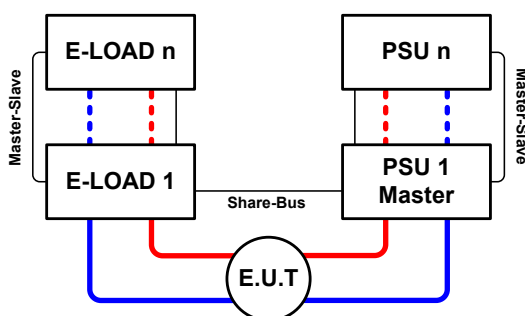 E-LOAD n
PSU n
Master-Slave
Master-Slave
E-LOAD 1
PSU 1
Master
Share-Bus
E.U.T